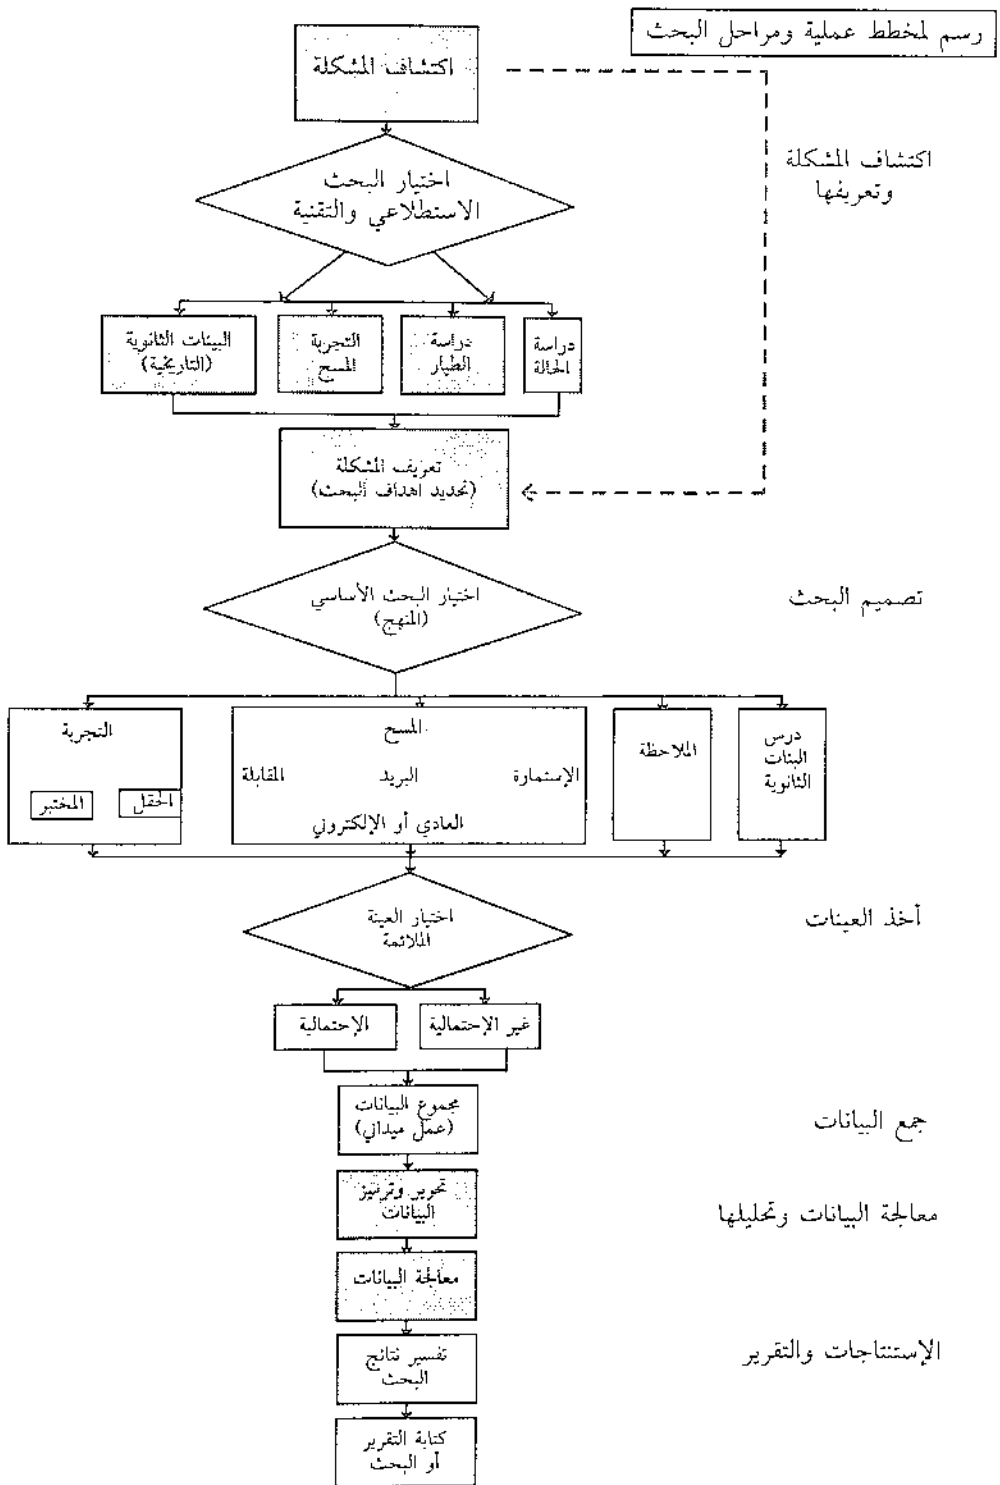 رسم لمخطط عملية ومراحل البحث
اكتشاف المشكلة
اكتشاف المشكلة
وتعريفها
اختيار البحث
الاستطلاعي والتقنية
دراسة
الحالة
دراسة
الطيار
التجربة
المسح
البيئات الثانوية
(التاريخية)
تعريف المشكلة
(تحديد اهداف البحث)
تصميم البحث
اختيار البحث الأساسي
(المنهج)
درس
البنات
الثانوية
الملاحظة
المسح
الإستمارة البريد المقابلة
العادي أو الإلكتروني
التجربة
الحقل المختبر
أخذ العينات
اختيار العينة
الملائمة
غير الإحتمالية
الإحتمالية
جمع البيانات
مجموع البيانات
(عمل ميداني)
معالجة البيانات وتحليلها
تحرير وترميز
البيانات
معالجة البيانات
الإستنتاجات والتقرير
تفسير نتائج
البحث
كتابة التقرير
أو البحث